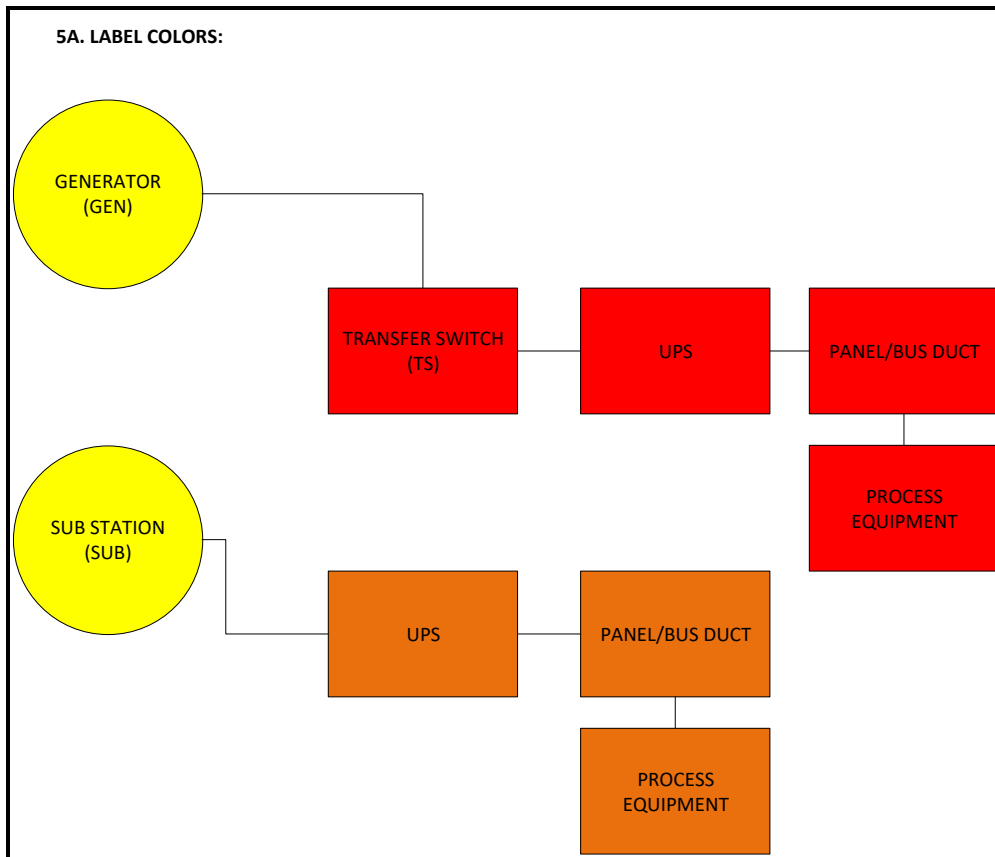 5A. LABEL COLORS:
GENERATOR
(GEN)
TRANSFER SWITCH
(TS)
UPS
PANEL/BUS DUCT
PROCESS
EQUIPMENT
SUB STATION
(SUB)
UPS
PANEL/BUS DUCT
PROCESS
EQUIPMENT